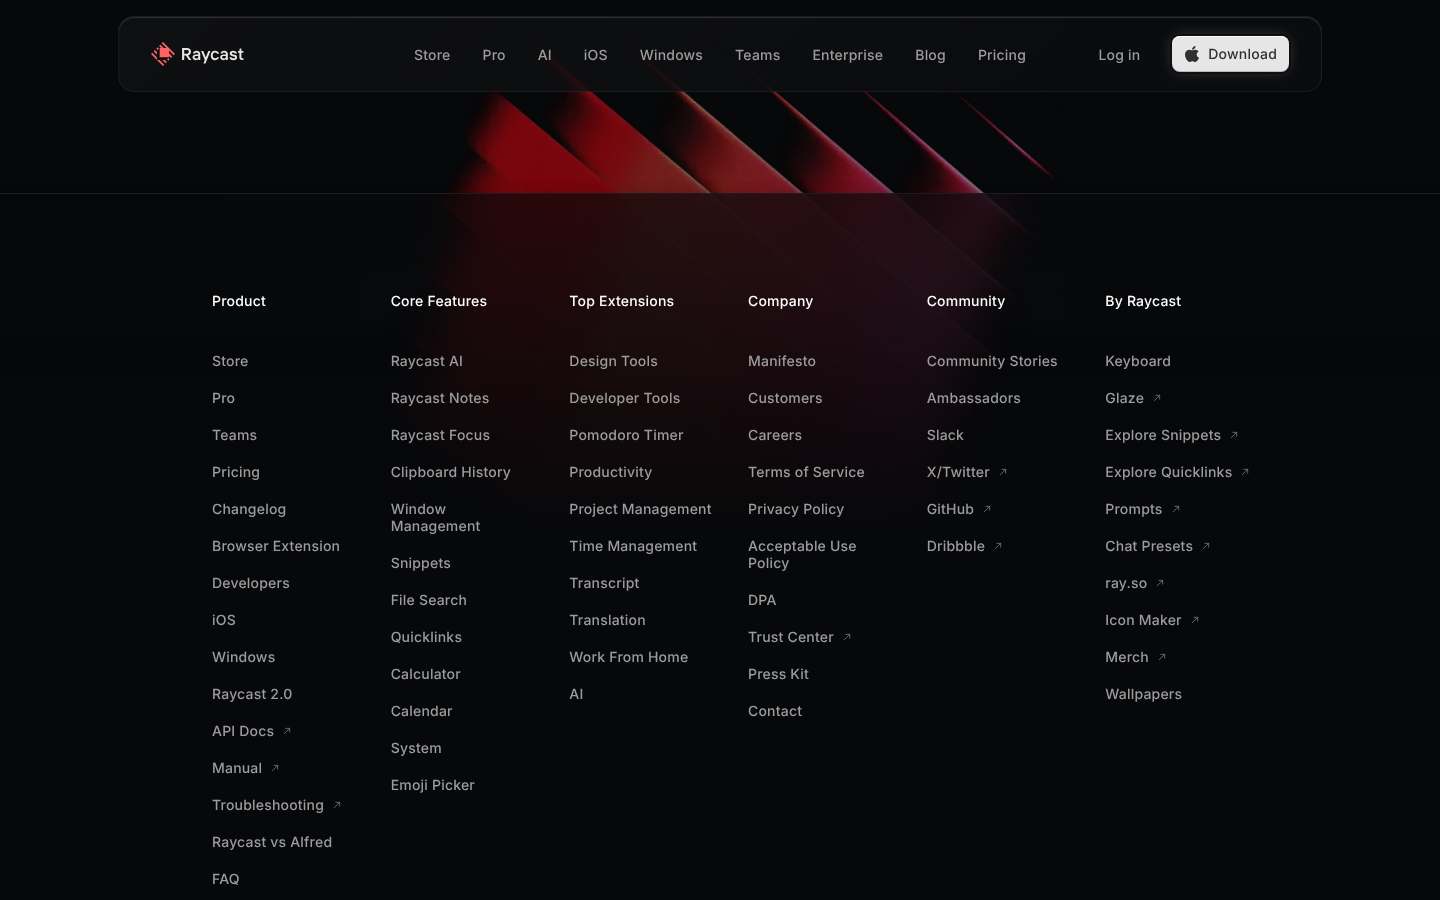 Raycast
Store
Pro
AI
iOS
Windows
Teams
Enterprise
Blog
Pricing
Log in
Download
Product
Store
Pro
Teams
Pricing
Changelog
Browser Extension
Developers
iOS
Windows
Raycast 2.0
API Docs
Manual
Troubleshooting
Raycast vs Alfred
FAQ
Core Features
Raycast AI
Raycast Notes
Raycast Focus
Clipboard History
Window
Management
Snippets
File Search
Quicklinks
Calculator
Calendar
System
Emoji Picker
Top Extensions
Design Tools
Developer Tools
Pomodoro Timer
Productivity
Project Management
Time Management
Transcript
Translation
Work From Home
AI
Company
Manifesto
Customers
Careers
Terms of Service
Privacy Policy
Acceptable Use
Policy
DPA
Trust Center ↗
Press Kit
Contact
Community
Community Stories
Ambassadors
Slack
X/Twitter ↗
GitHub ↗
Dribbble ↗
By Raycast
Keyboard
Glaze ↗
Explore Snippets ↗
Explore Quicklinks ↗
Prompts ↗
Chat Presets ↗
ray.so ↗
Icon Maker ↗
Merch ↗
Wallpapers